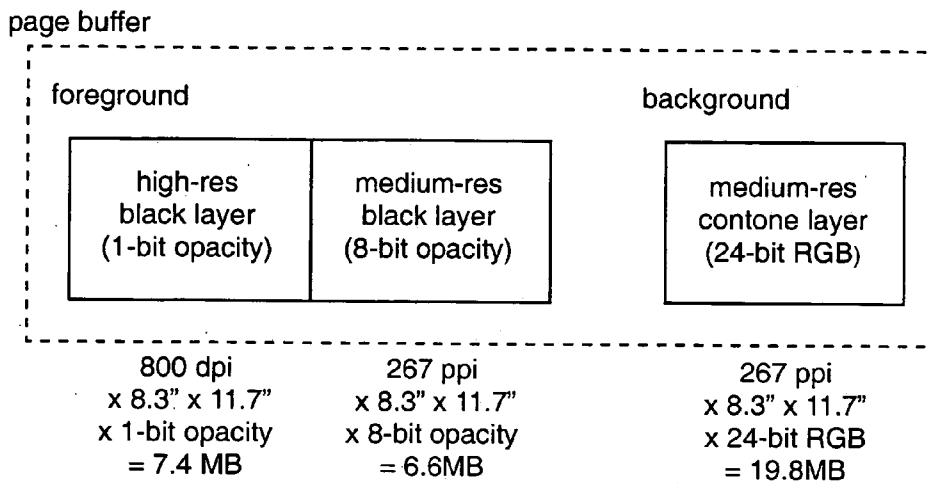 page buffer
foreground
background
high-res
black layer
(1-bit opacity)
medium-res
black layer
(8-bit opacity)
medium-res
contone layer
(24-bit RGB)
800 dpi
x 8.3" x 11.7"
x 1-bit opacity
= 7.4 MB
267 ppi
x 8.3" x 11.7"
x 8-bit opacity
= 6.6MB
267 ppi
x 8.3" x 11.7"
x 24-bit RGB
= 19.8MB